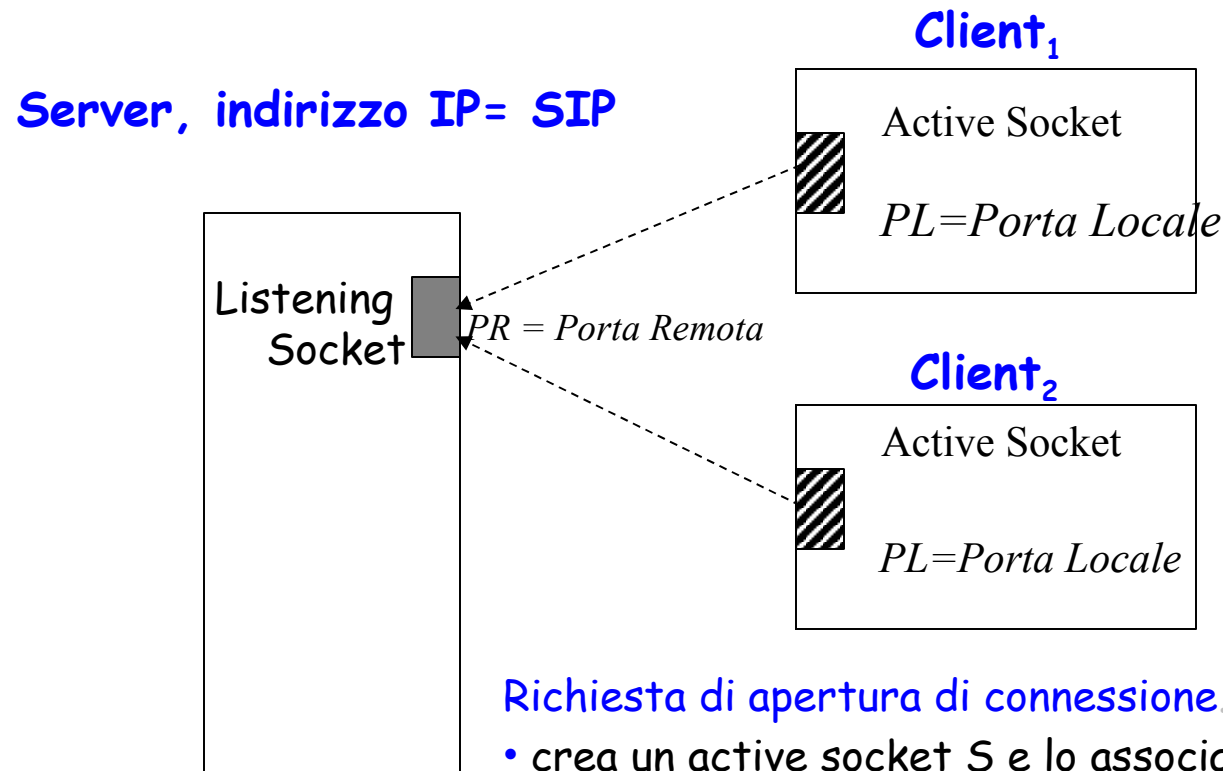 Client1
Server, indirizzo IP= SIP
Active Socket
PL=Porta Locale
Listening
Socket
PR = Porta Remota
Client2
Active Socket
PL=Porta Locale
Richiesta di apertura di connessione.
• crea un active socket S e lo associa